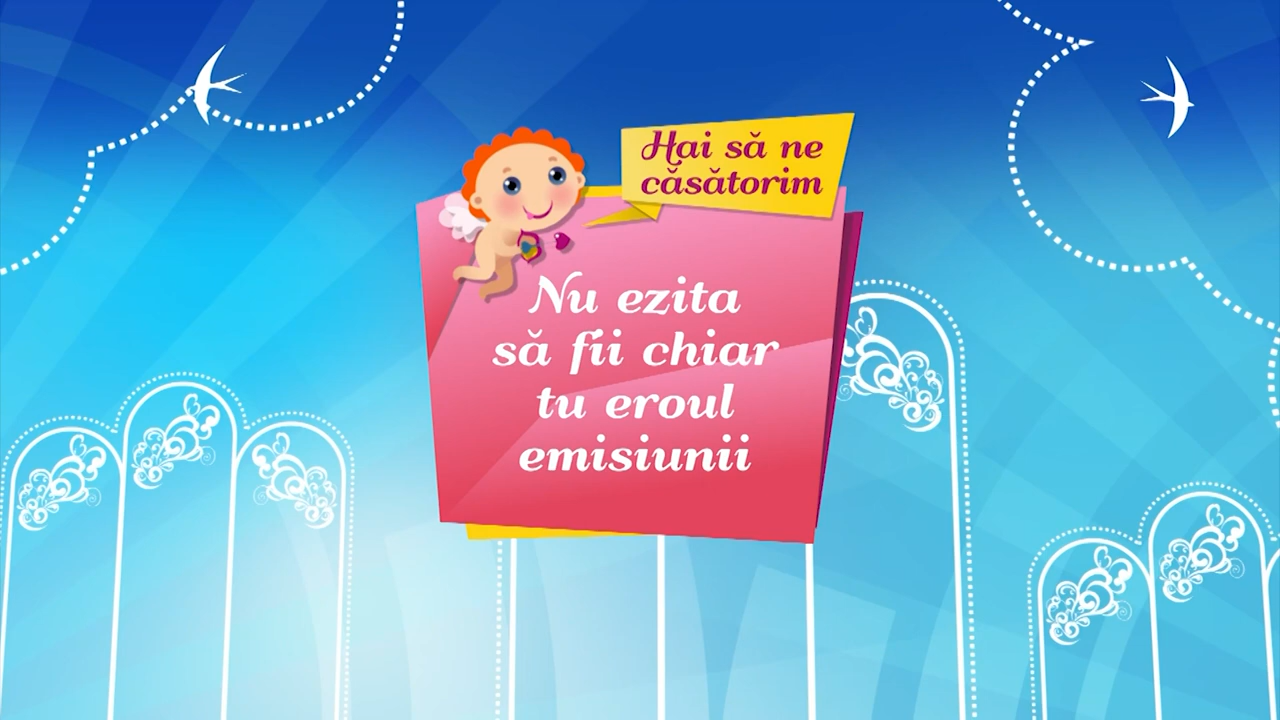 Hai să ne
căsătorim
Nu ezita
să fii chiar
tu eroul
emisiunii